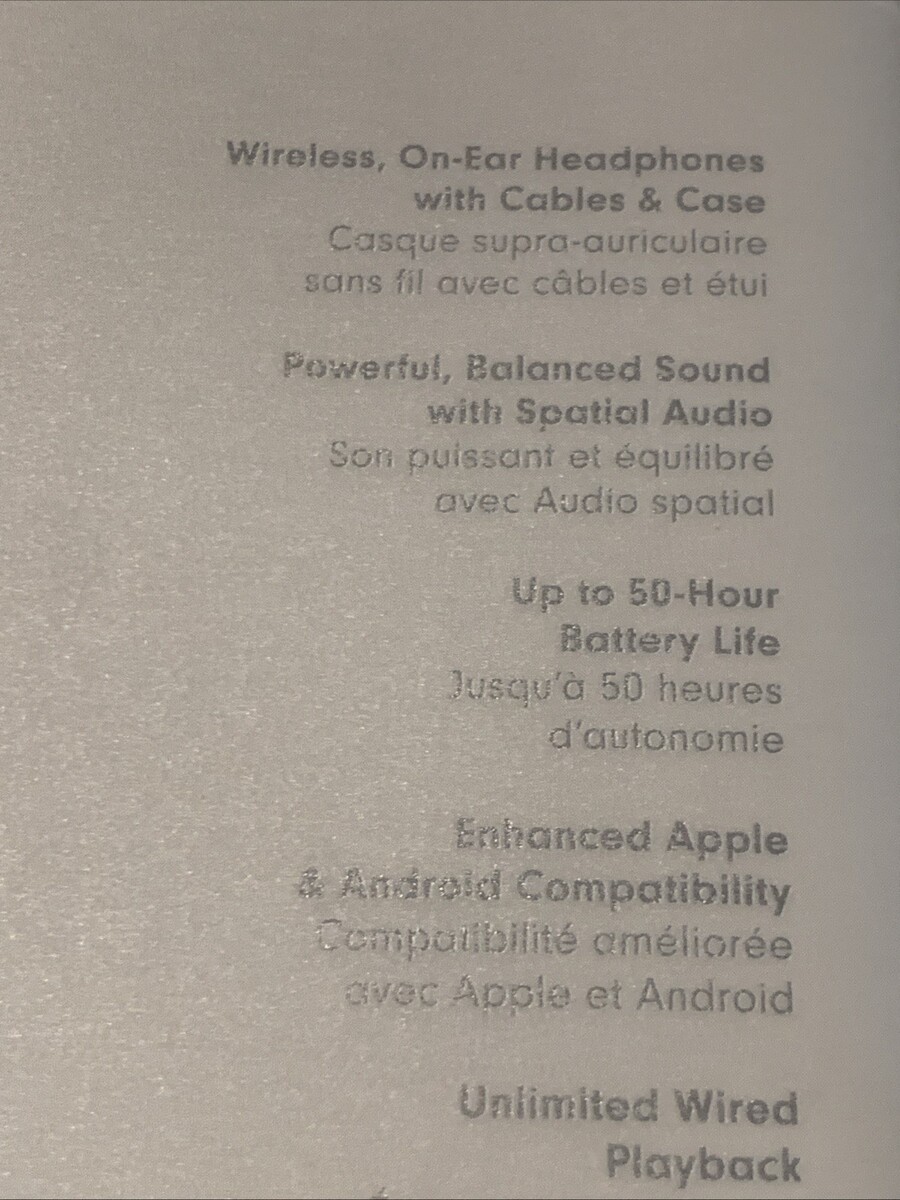 Wireless, On-Ear Headphones
with Cables & Case
Casque supra-auriculaire
sans fil avec câbles et étui
Powerful, Balanced Sound
with Spatial Audio
Son puissant et équilibré
avec Audio spatial
Up to 50-Hour
Battery Life
Jusqu'à 50 heures
d'autonomie
Enhanced Apple
& Android Compatibility
Compatibilité améliorée
avec Apple et Android
Unlimited Wired
Playback